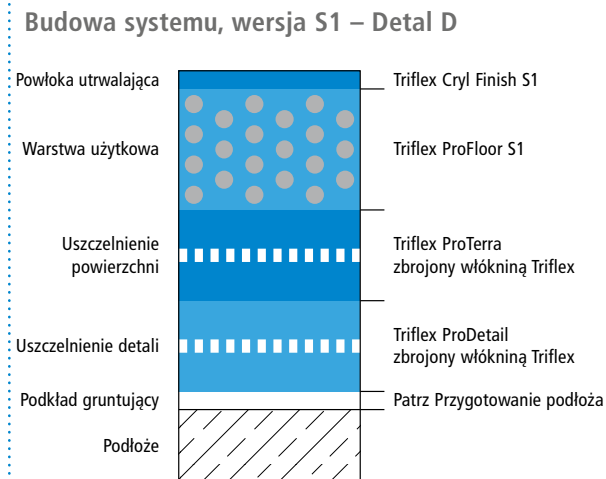 Budowa systemu, wersja S1 – Detal D
Powłoka utrwalająca
Triflex Cryl Finish S1
Warstwa użytkowa
Triflex ProFloor S1
Uszczelnienie
powierzchni
Triflex ProTerra
zbrojony włókniną Triflex
Uszczelnienie detali
Triflex ProDetail
zbrojony włókniną Triflex
Podkład gruntujący
Patrz Przygotowanie podłoża
Podłoże